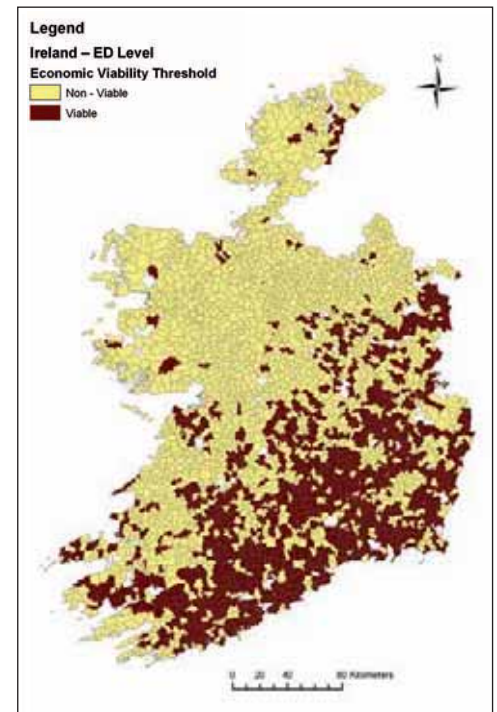 Legend
Ireland – ED Level
Economic Viability Threshold
Non - Viable
Viable
N
0 20 40 80 Kilometers